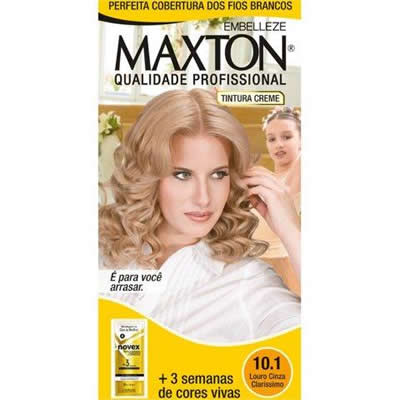 PERFEITA COBERTURA DOS FIOS BRANCOS
EMBELLEZE
MAXTON®
QUALIDADE PROFISSIONAL
TINTURA CREME
É para você
arrasar.
novex
3
+ 3 semanas
de cores vivas
10.1
Louro Cinza
Claríssimo